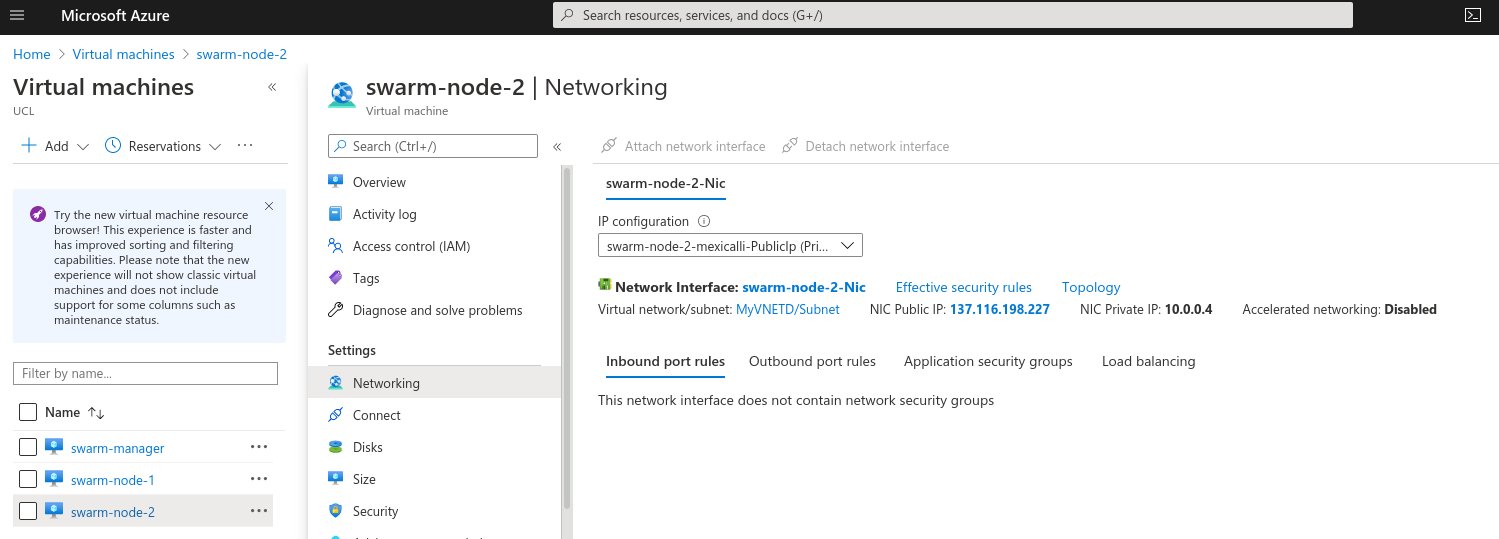 Microsoft Azure
Search resources, services, and docs (G+/)
Home > Virtual machines > swarm-node-2
Virtual machines
UCL
Add
Reservations
Try the new virtual machine resource
browser! This experience is faster and
has improved sorting and filtering
capabilities. Please note that the new
experience will not show classic virtual
machines and does not include
support for some columns such as
maintenance status.
Filter by name...
Name
swarm-manager
swarm-node-1
swarm-node-2
swarm-node-2 | Networking
Virtual machine
Search (Ctrl+/)
Overview
Activity log
Access control (IAM)
Tags
Diagnose and solve problems
Settings
Networking
Connect
Disks
Size
Security
Attach network interface
Detach network interface
swarm-node-2-Nic
IP configuration
swarm-node-2-mexicalli-PublicIp (Pri...
Network Interface: swarm-node-2-Nic Effective security rules Topology
Virtual network/subnet: MyVNETD/Subnet NIC Public IP: 137.116.198.227 NIC Private IP: 10.0.0.4 Accelerated networking: Disabled
Inbound port rules Outbound port rules Application security groups Load balancing
This network interface does not contain network security groups